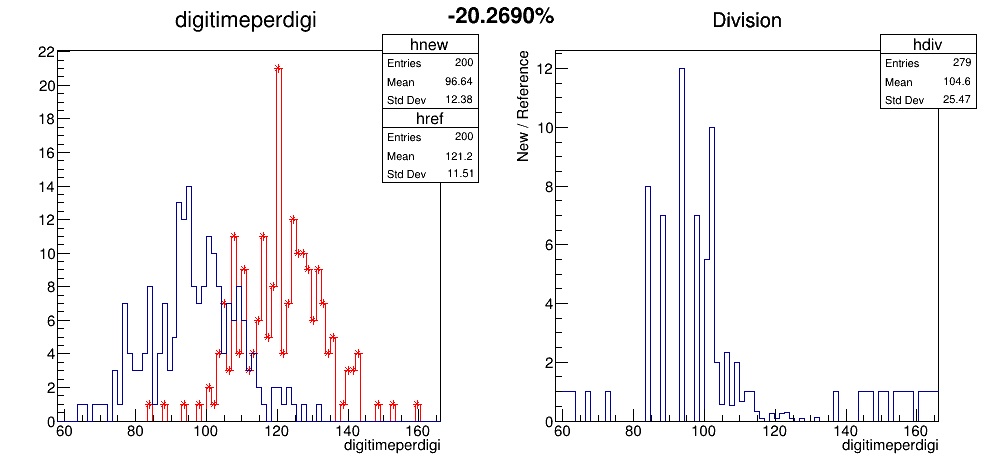 digitimeperdigi
-20.2690%
Division
hnew
Entries 200
Mean 96.64
Std Dev 12.38
href
Entries 200
Mean 121.2
Std Dev 11.51
22
20
18
16
14
12
10
8
6
4
2
0
60 80 100 120 140 160
digitimeperdigi
hdiv
Entries 279
Mean 104.6
Std Dev 25.47
New / Reference
12
10
8
6
4
2
0
60 80 100 120 140 160
digitimeperdigi